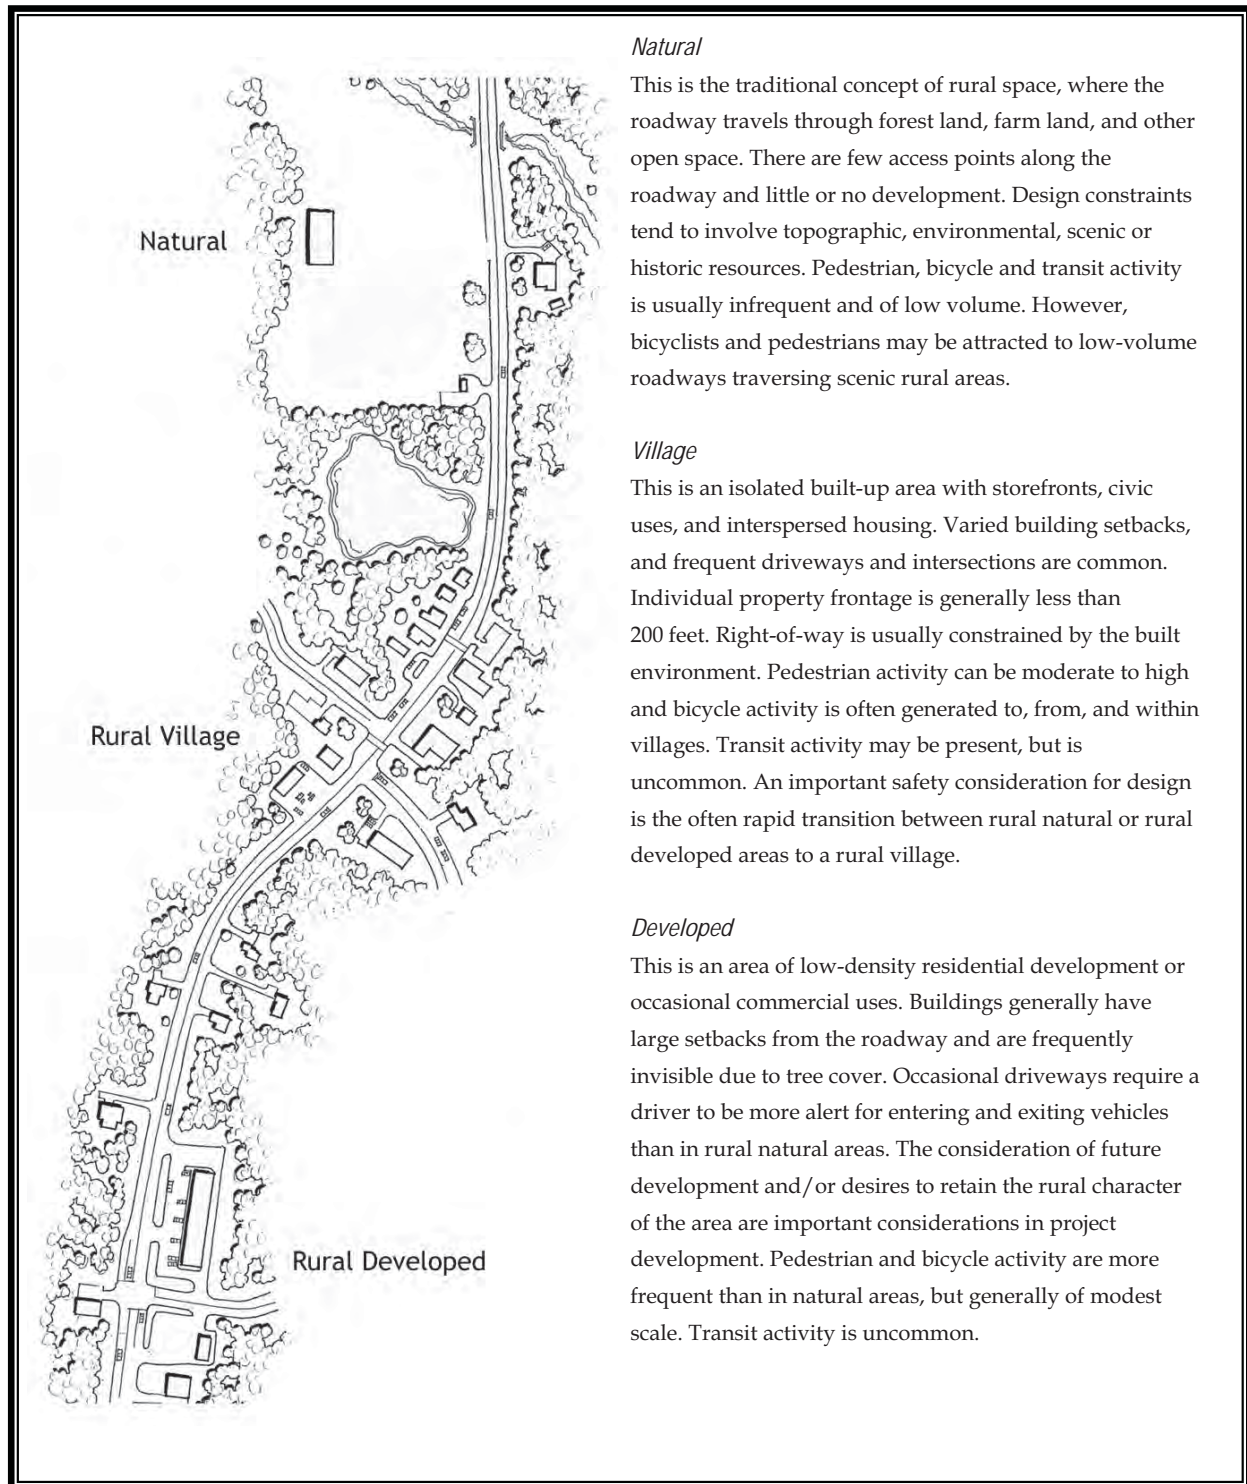 Natural
This is the traditional concept of rural space, where the
roadway travels through forest land, farm land, and other
open space. There are few access points along the
roadway and little or no development. Design constraints
tend to involve topographic, environmental, scenic or
historic resources. Pedestrian, bicycle and transit activity
is usually infrequent and of low volume. However,
bicyclists and pedestrians may be attracted to low-volume
roadways traversing scenic rural areas.
Village
This is an isolated built-up area with storefronts, civic
uses, and interspersed housing. Varied building setbacks,
and frequent driveways and intersections are common.
Individual property frontage is generally less than
200 feet. Right-of-way is usually constrained by the built
environment. Pedestrian activity can be moderate to high
and bicycle activity is often generated to, from, and within
villages. Transit activity may be present, but is
uncommon. An important safety consideration for design
is the often rapid transition between rural natural or rural
developed areas to a rural village.
Developed
This is an area of low-density residential development or
occasional commercial uses. Buildings generally have
large setbacks from the roadway and are frequently
invisible due to tree cover. Occasional driveways require a
driver to be more alert for entering and exiting vehicles
than in rural natural areas. The consideration of future
development and/or desires to retain the rural character
of the area are important considerations in project
development. Pedestrian and bicycle activity are more
frequent than in natural areas, but generally of modest
scale. Transit activity is uncommon.
Natural
Rural Village
Rural Developed